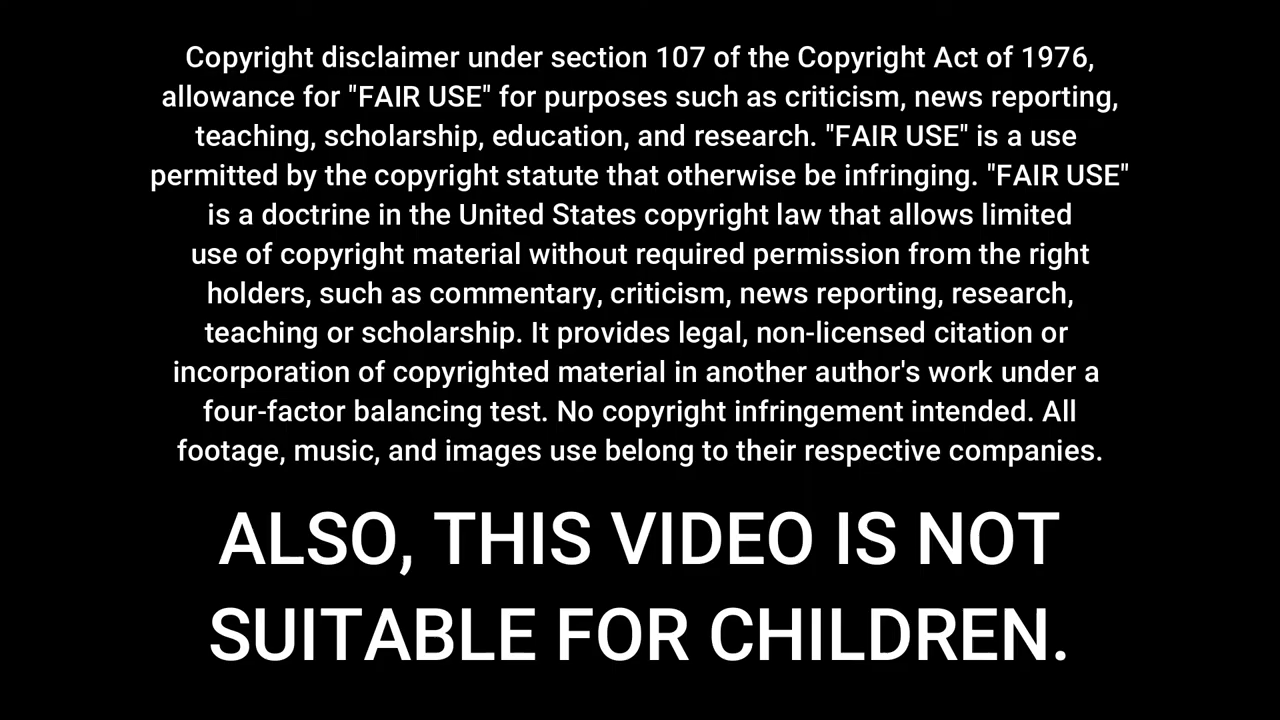 Copyright disclaimer under section 107 of the Copyright Act of 1976,
allowance for "FAIR USE" for purposes such as criticism, news reporting,
teaching, scholarship, education, and research. "FAIR USE" is a use
permitted by the copyright statute that otherwise be infringing. "FAIR USE"
is a doctrine in the United States copyright law that allows limited
use of copyright material without required permission from the right
holders, such as commentary, criticism, news reporting, research,
teaching or scholarship. It provides legal, non-licensed citation or
incorporation of copyrighted material in another author's work under a
four-factor balancing test. No copyright infringement intended. All
footage, music, and images use belong to their respective companies.
ALSO, THIS VIDEO IS NOT
SUITABLE FOR CHILDREN.